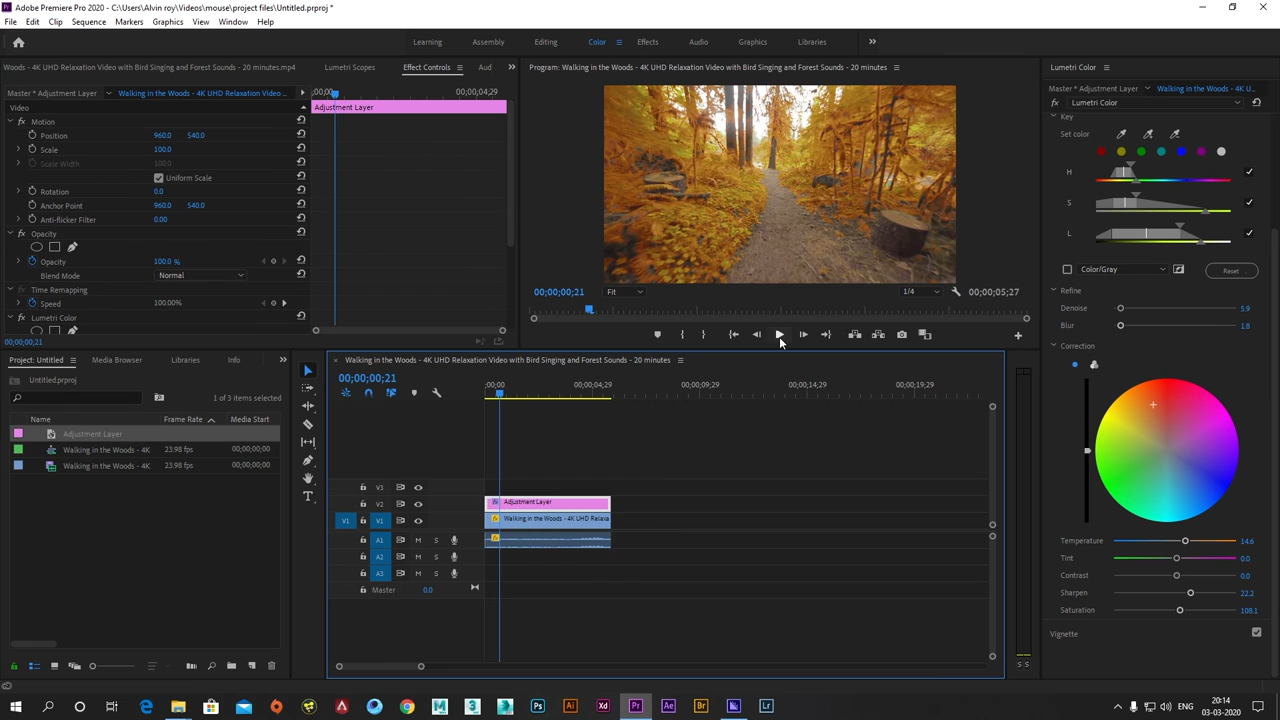 Adobe Premiere Pro 2020 - C:\Users\Alvin roy\Videos\mouse\project files\Untitled.prproj *
File Edit Clip Sequence Markers Graphics View Window Help
Learning Assembly Editing Color Effects Audio Graphics Libraries
Woods - 4K UHD Relaxation Video with Bird Singing and Forest Sounds - 20 minutes.mp4 Lumetri Scopes Effect Controls Aud
Master * Adjustment Layer Walking in the Woods - 4K UHD Relaxation Video ...
;00;00 00;00;04;29
Video
Adjustment Layer
Motion
Position 960.0 540.0
Scale 100.0
Scale Width 100.0
Uniform Scale
Rotation 0.0
Anchor Point 960.0 540.0
Anti-flicker Filter 0.00
Opacity
Opacity 100.0 %
Blend Mode Normal
Time Remapping
Speed 100.00%
Lumetri Color
00;00;00;21
Program: Walking in the Woods - 4K UHD Relaxation Video with Bird Singing and Forest Sounds - 20 minutes
00;00;00;21 Fit 1/4 00;00;05;27
Lumetri Color
Master * Adjustment Layer Walking in the Woods - 4K U...
fx Lumetri Color
Key
Set color
H
S
L
Color/Gray Reset
Refine
Denoise 5.9
Blur 1.8
Correction
Temperature 14.6
Tint 0.0
Contrast 0.0
Sharpen 22.2
Saturation 108.1
Vignette
Project: Untitled Media Browser Libraries Info
Untitled.prproj
1 of 3 items selected
Name Frame Rate Media Start
Adjustment Layer
Walking in the Woods - 4K 23.98 fps 00;00;00;00
Walking in the Woods - 4K 23.98 fps 00;00;00;00
Walking in the Woods - 4K UHD Relaxation Video with Bird Singing and Forest Sounds - 20 minutes
00;00;00;21
;00;00 00;00;04;29 00;00;09;29 00;00;14;29 00;00;19;29
V3
V2 Adjustment Layer
V1 V1 Walking in the Woods - 4K UHD Relaxa
A1 M S
A2 M S
A3 M S
Master 0.0
S S
Ps Ai Xd Pr Ae Br Lr
ENG
20:14
03-03-2020